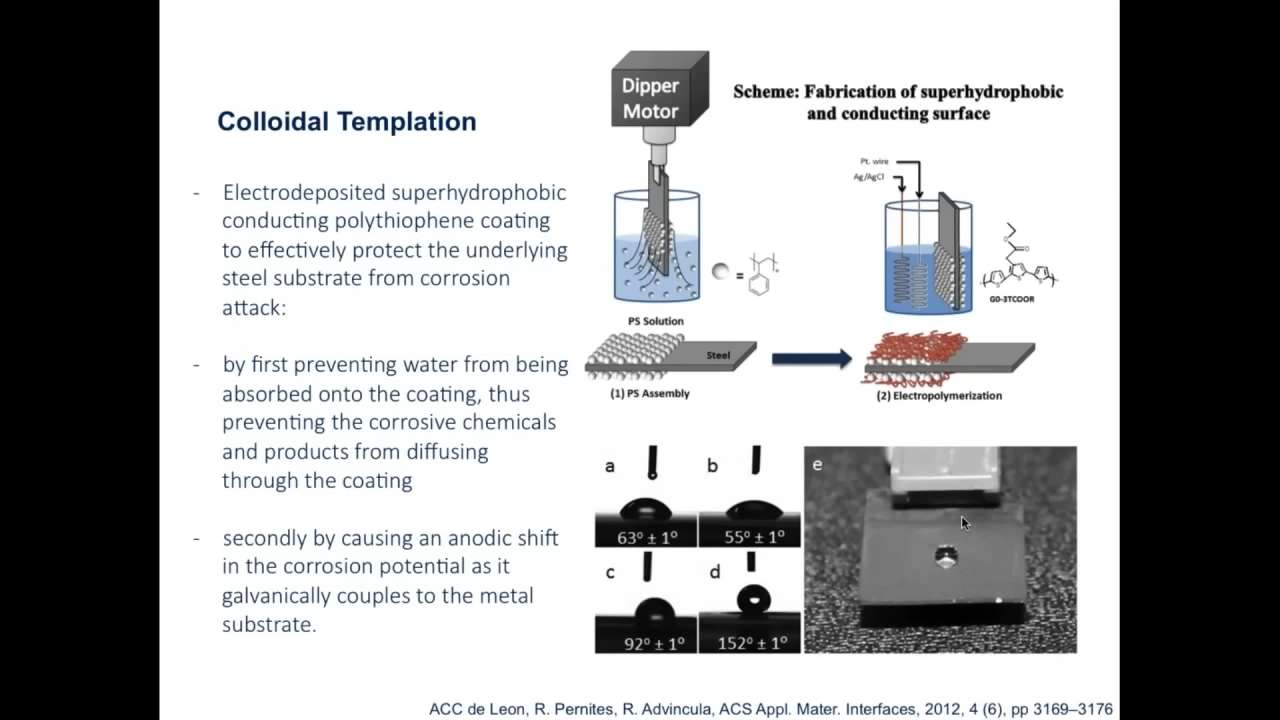 Colloidal Templation
- Electrodeposited superhydrophobic
conducting polythiophene coating
to effectively protect the underlying
steel substrate from corrosion
attack:
- by first preventing water from being
absorbed onto the coating, thus
preventing the corrosive chemicals
and products from diffusing
through the coating
- secondly by causing an anodic shift
in the corrosion potential as it
galvanically couples to the metal
substrate.
Dipper
Motor
Scheme: Fabrication of superhydrophobic
and conducting surface
Pt. wire
Ag/AgCl
=
n
O
O
S
S
S
G0-3TCOOR
PS Solution
Steel
(1) PS Assembly
(2) Electropolymerization
a
63° ± 1°
b
55° ± 1°
c
92° ± 1°
d
152° ± 1°
e
ACC de Leon, R. Pernites, R. Advincula, ACS Appl. Mater. Interfaces, 2012, 4 (6), pp 3169–3176